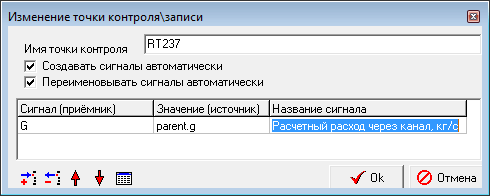 Изменение точки контроля\записи
Имя точки контроля RT237
Создавать сигналы автоматически
Переименовывать сигналы автоматически
Сигнал (приёмник) Значение (источник) Название сигнала
G parent.g Расчетный расход через канал, кг/с
Ok Отмена